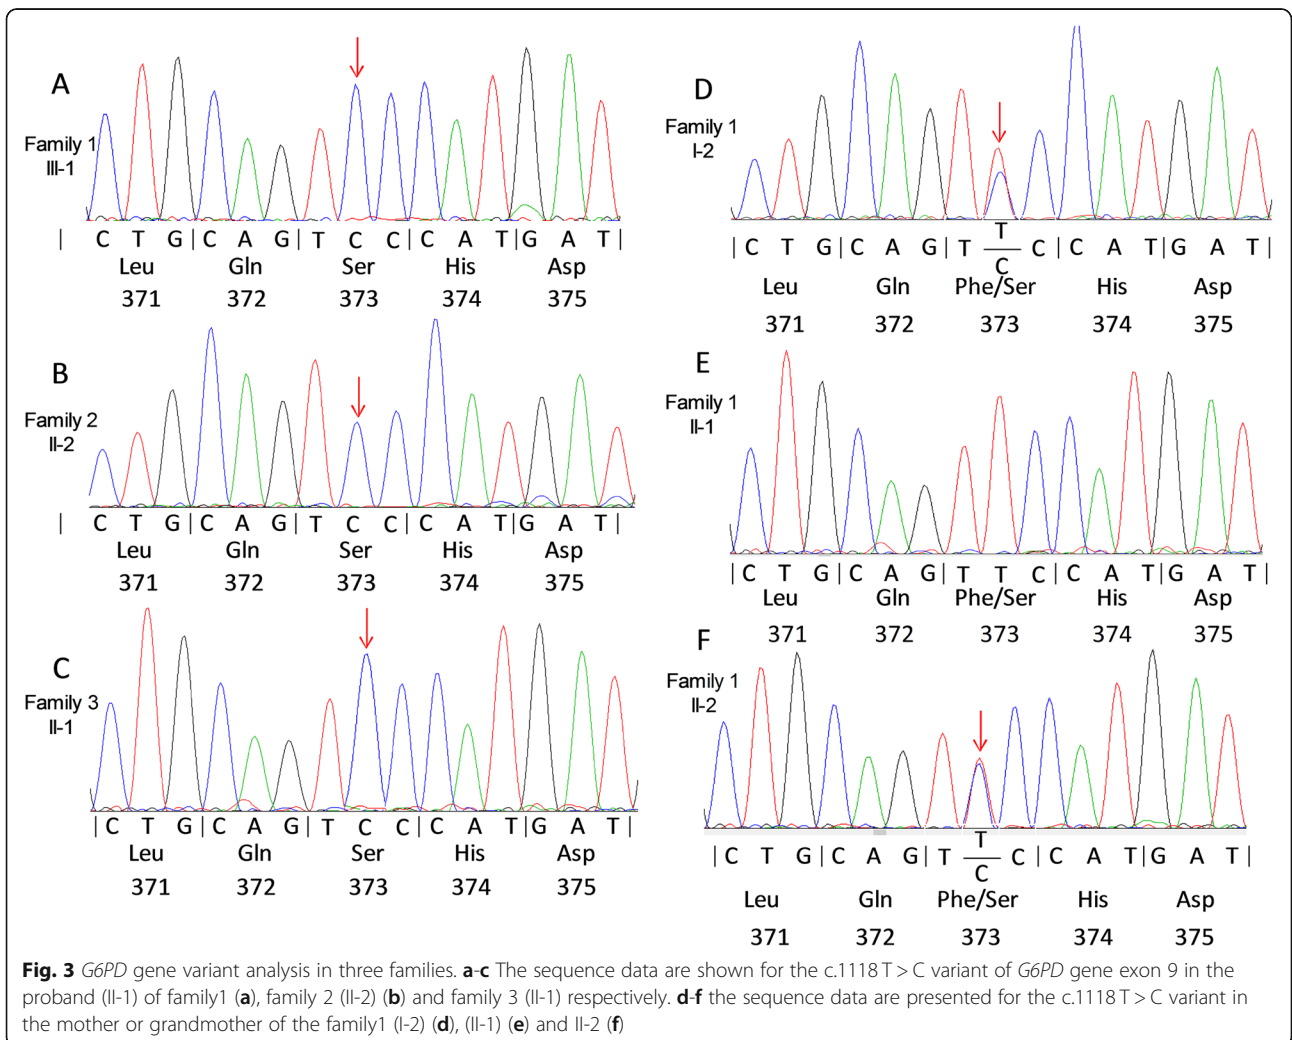 A
Family 1
III-1
| C T G | C A G | T C C | C A T | G A T |
Leu Gln Ser His Asp
371 372 373 374 375
B
Family 2
II-2
| C T G | C A G | T C C | C A T | G A T |
Leu Gln Ser His Asp
371 372 373 374 375
C
Family 3
II-1
| C T G | C A G | T C C | C A T | G A T |
Leu Gln Ser His Asp
371 372 373 374 375
D
Family 1
I-2
| C T G | C A G | T T C | C A T | G A T |
C
Leu Gln Phe/Ser His Asp
371 372 373 374 375
E
Family 1
II-1
| C T G | C A G | T T C | C A T | G A T |
Leu Gln Phe/Ser His Asp
371 372 373 374 375
F
Family 1
II-2
| C T G | C A G | T T C | C A T | G A T |
C
Leu Gln Phe/Ser His Asp
371 372 373 374 375
Fig. 3 G6PD gene variant analysis in three families. a-c The sequence data are shown for the c.1118 T > C variant of G6PD gene exon 9 in the
proband (II-1) of family1 (a), family 2 (II-2) (b) and family 3 (II-1) respectively. d-f the sequence data are presented for the c.1118 T > C variant in
the mother or grandmother of the family1 (I-2) (d), (II-1) (e) and II-2 (f)